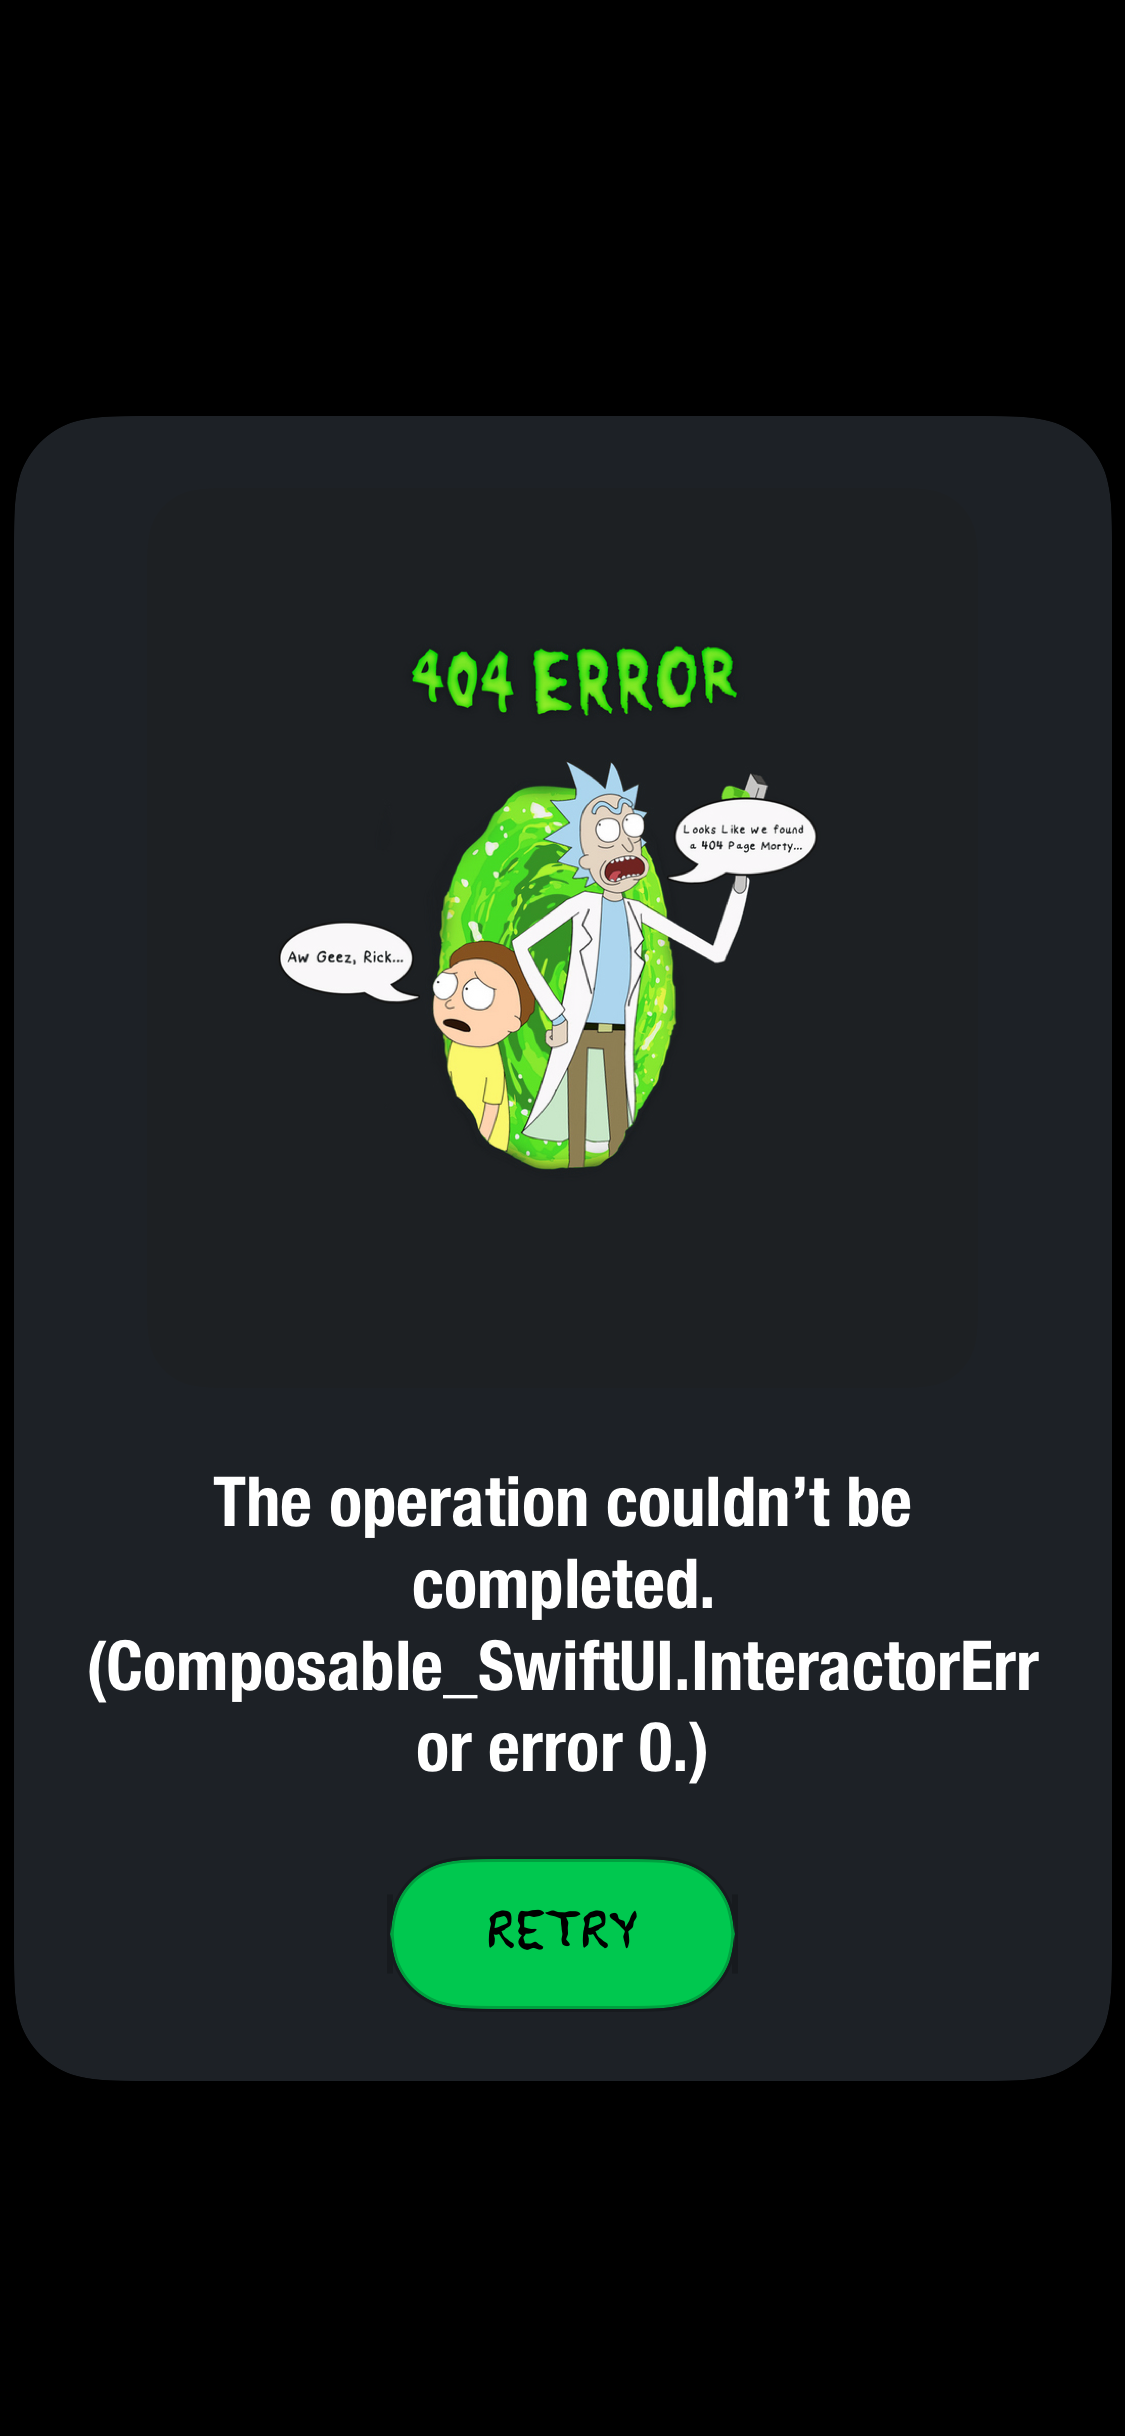 404 ERROR
Looks Like we found
a 404 Page Morty...
Aw Geez, Rick...
The operation couldn’t be
completed.
(Composable_SwiftUI.InteractorErr
or error 0.)
RETRY